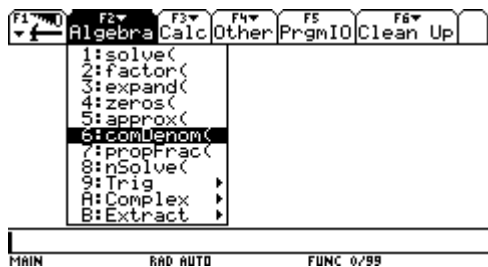 F1 F2 F3 F4 F5 F6
Algebra Calc Other PrgmIO Clean Up
1:solve(
2:factor(
3:expand(
4:zeros(
5:approx(
6:comDenom(
7:propFrac(
8:nSolve(
9:Trig
A:Complex
B:Extract
MAIN RAD AUTO FUNC 0/99